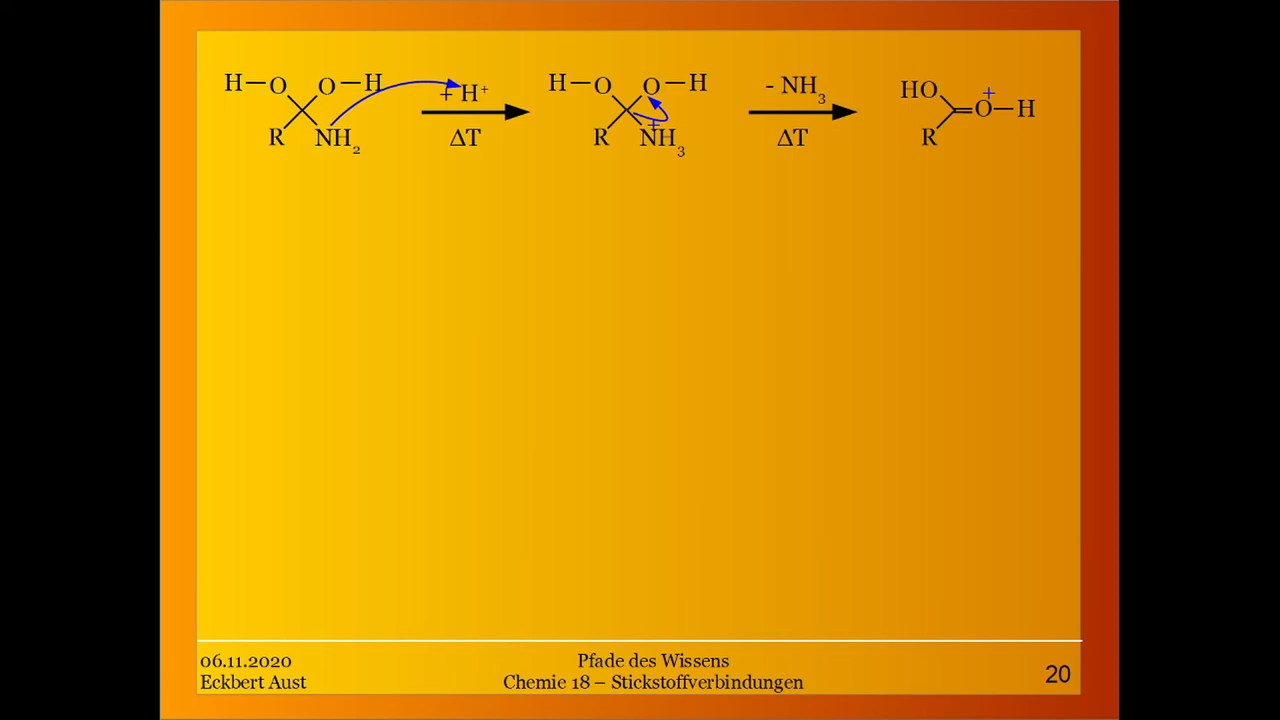 H–O O–H + H⁺ H–O O–H - NH₃ HO + O–H
R NH₂ ΔT R + NH₃ ΔT R
06.11.2020 Pfade des Wissens
Eckbert Aust Chemie 18 – Stickstoffverbindungen 20